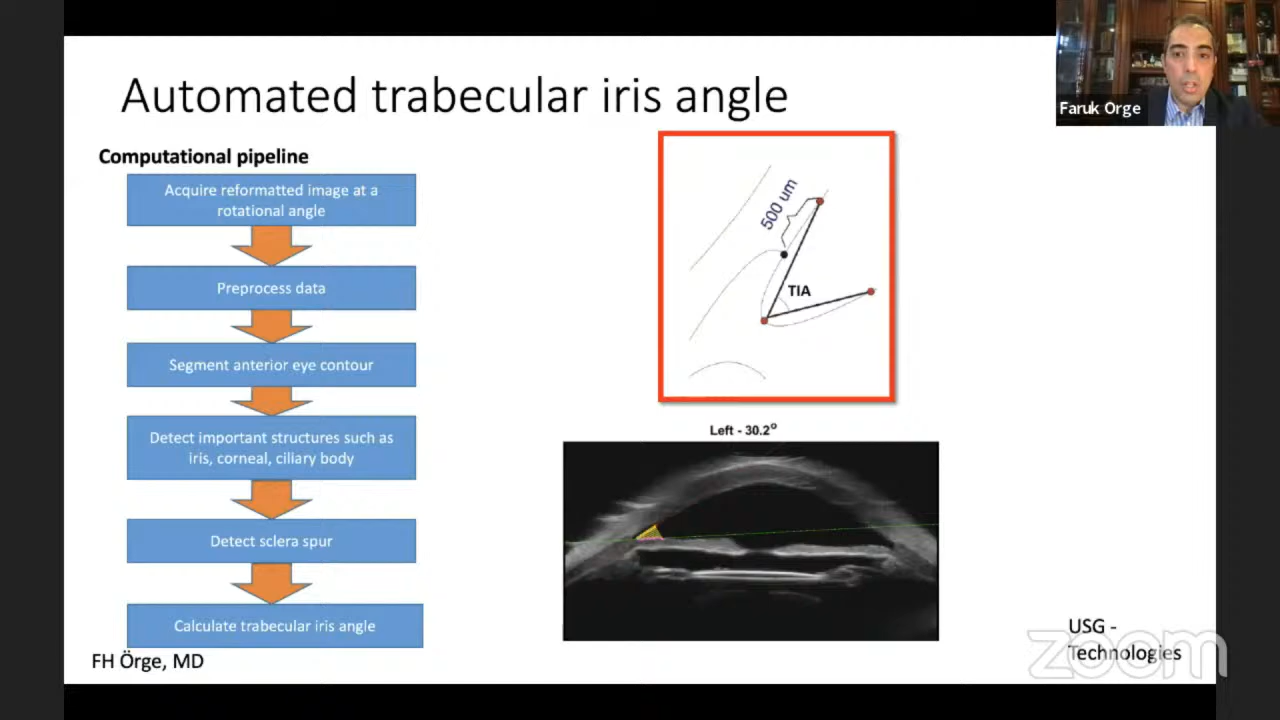 Automated trabecular iris angle
Faruk Orge
Computational pipeline
Acquire reformatted image at a
rotational angle
Preprocess data
Segment anterior eye contour
Detect important structures such as
iris, corneal, ciliary body
Detect sclera spur
Calculate trabecular iris angle
FH Örge, MD
500 um
TIA
Left - 30.2°
USG -
Technologies
zoom